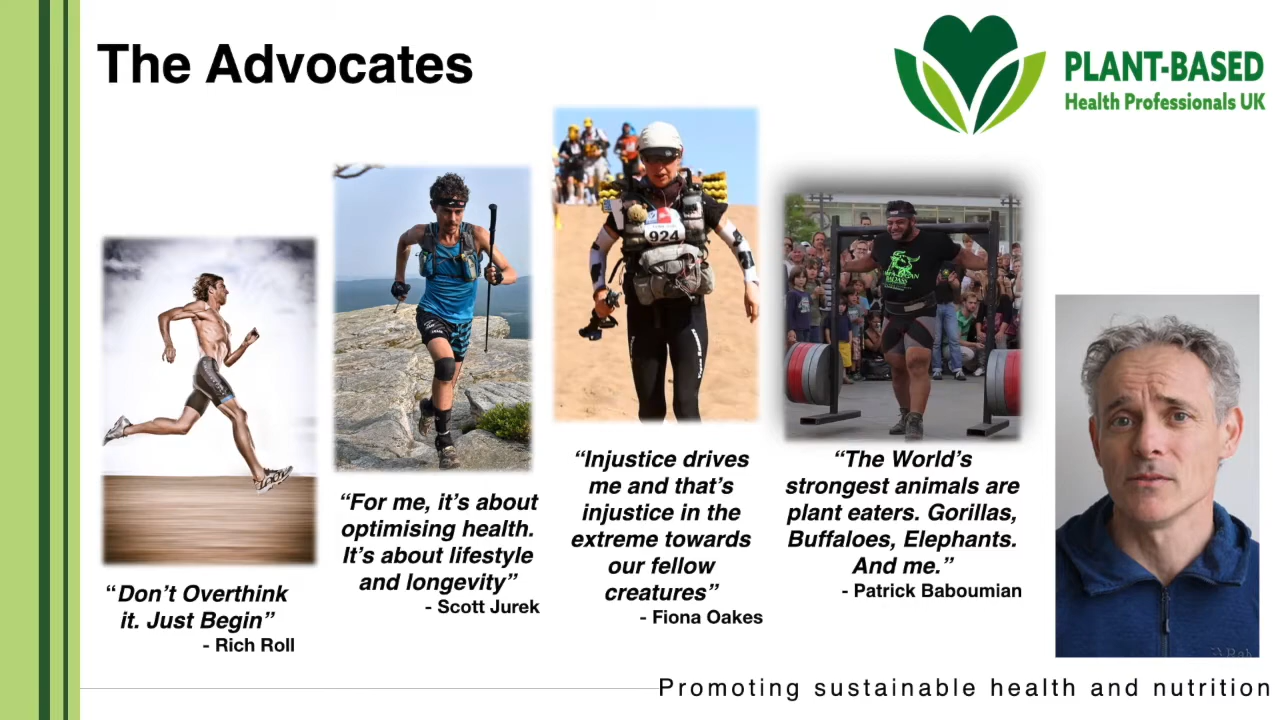 The Advocates
PLANT-BASED
Health Professionals UK
924
“Don’t Overthink
it. Just Begin”
- Rich Roll
“For me, it’s about
optimising health.
It’s about lifestyle
and longevity”
- Scott Jurek
“Injustice drives
me and that’s
injustice in the
extreme towards
our fellow
creatures”
- Fiona Oakes
“The World’s
strongest animals are
plant eaters. Gorillas,
Buffaloes, Elephants.
And me.”
- Patrick Baboumian
Rab
Promoting sustainable health and nutrition